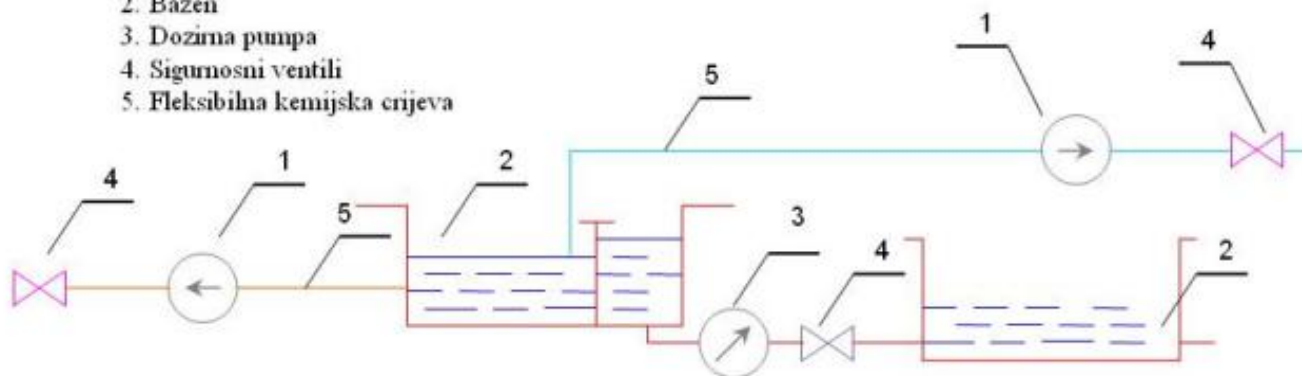 2. Bazen
3. Dozirna pumpa
4. Sigurnosni ventili
5. Fleksibilna kemijska crijeva
1
4
5
4
1
5
2
3
4
2